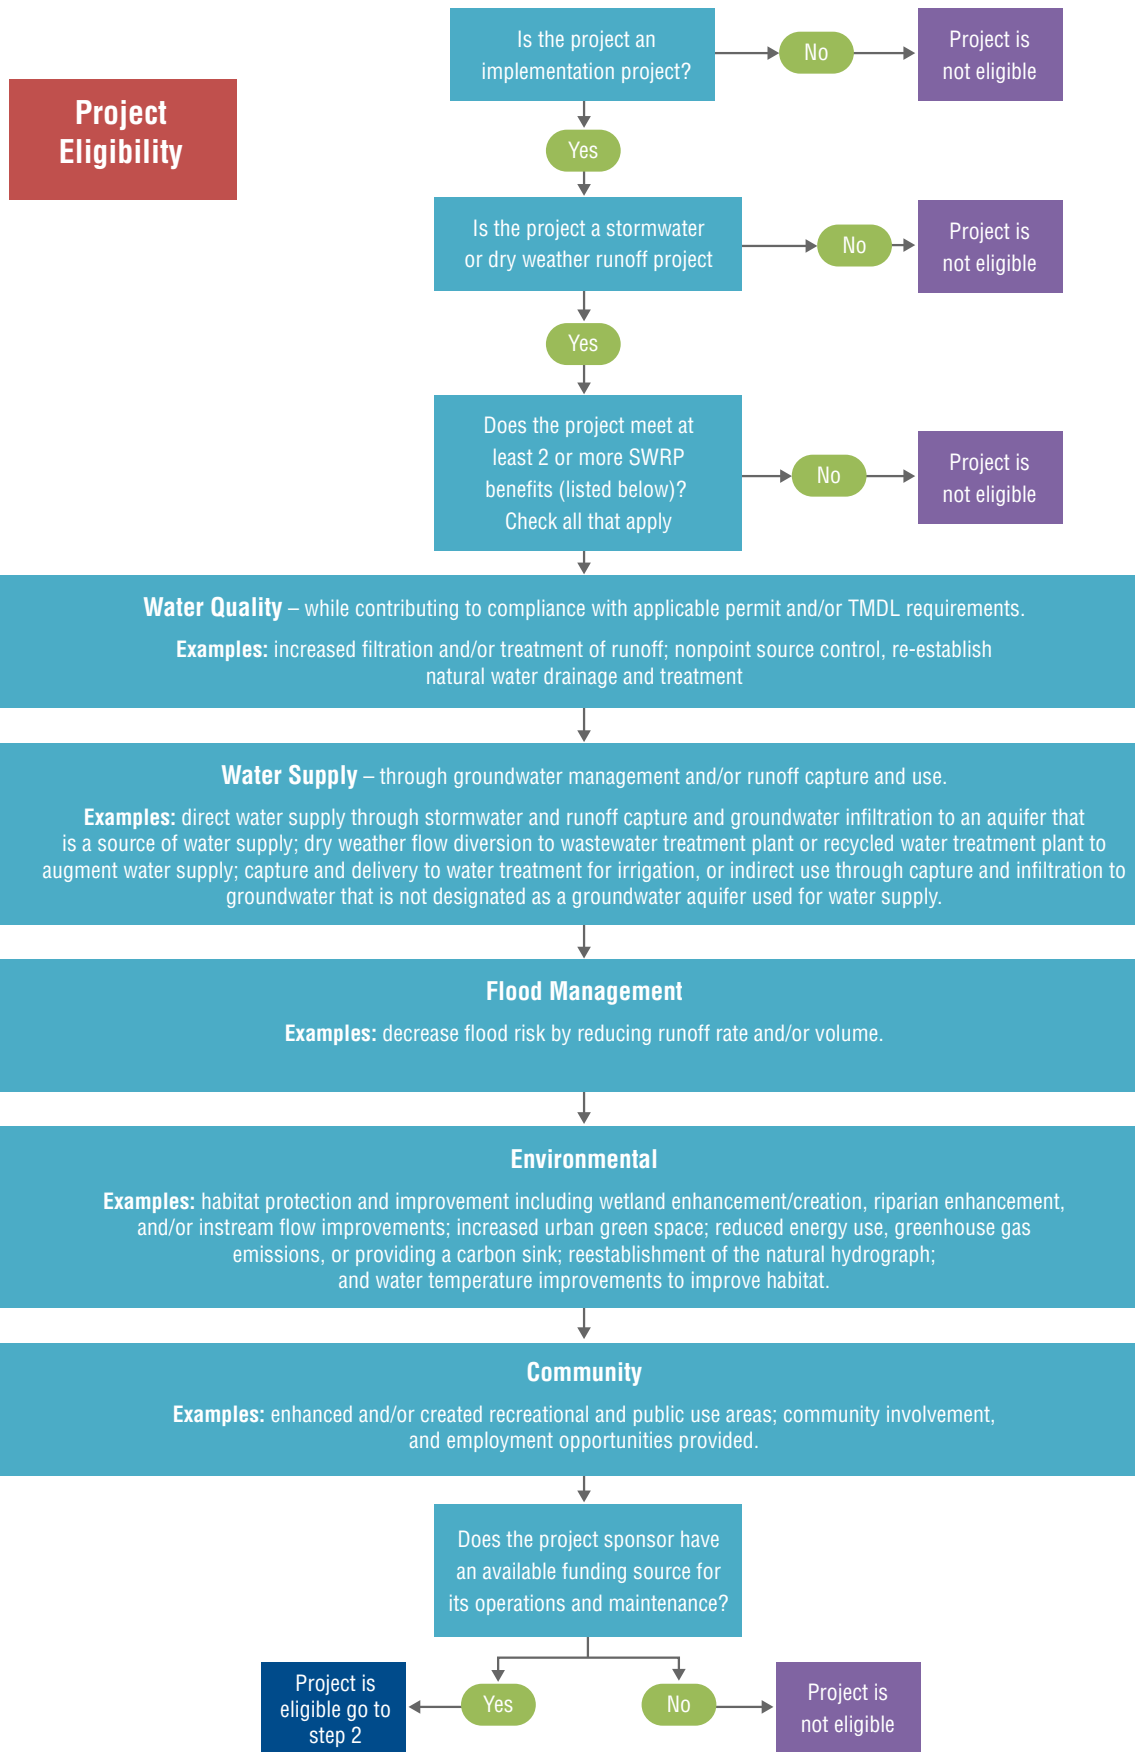 Project
Eligibility
Is the project an
implementation project?
No
Project is
not eligible
Yes
Is the project a stormwater
or dry weather runoff project
No
Project is
not eligible
Yes
Does the project meet at
least 2 or more SWRP
benefits (listed below)?
Check all that apply
No
Project is
not eligible
Water Quality – while contributing to compliance with applicable permit and/or TMDL requirements.
Examples: increased filtration and/or treatment of runoff; nonpoint source control, re-establish
natural water drainage and treatment
Water Supply – through groundwater management and/or runoff capture and use.
Examples: direct water supply through stormwater and runoff capture and groundwater infiltration to an aquifer that
is a source of water supply; dry weather flow diversion to wastewater treatment plant or recycled water treatment plant to
augment water supply; capture and delivery to water treatment for irrigation, or indirect use through capture and infiltration to
groundwater that is not designated as a groundwater aquifer used for water supply.
Flood Management
Examples: decrease flood risk by reducing runoff rate and/or volume.
Environmental
Examples: habitat protection and improvement including wetland enhancement/creation, riparian enhancement,
and/or instream flow improvements; increased urban green space; reduced energy use, greenhouse gas
emissions, or providing a carbon sink; reestablishment of the natural hydrograph;
and water temperature improvements to improve habitat.
Community
Examples: enhanced and/or created recreational and public use areas; community involvement,
and employment opportunities provided.
Does the project sponsor have
an available funding source for
its operations and maintenance?
Project is
eligible go to
step 2
Yes
No
Project is
not eligible